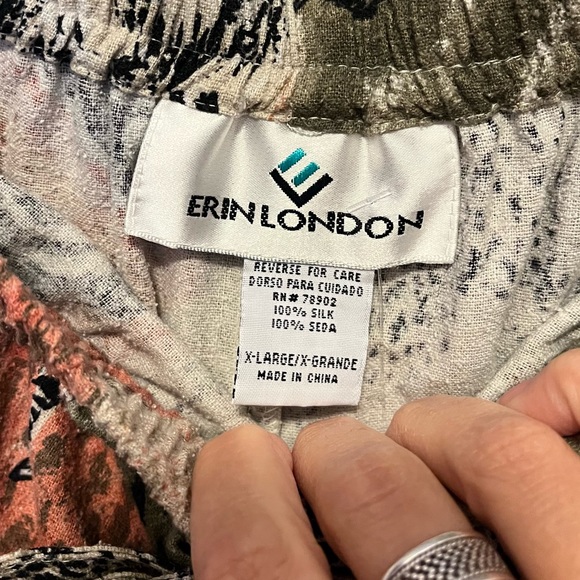 ERIN LONDON
REVERSE FOR CARE
DORSO PARA CUIDADO
RN# 78902
100% SILK
100% SEDA
X-LARGE/X-GRANDE
MADE IN CHINA